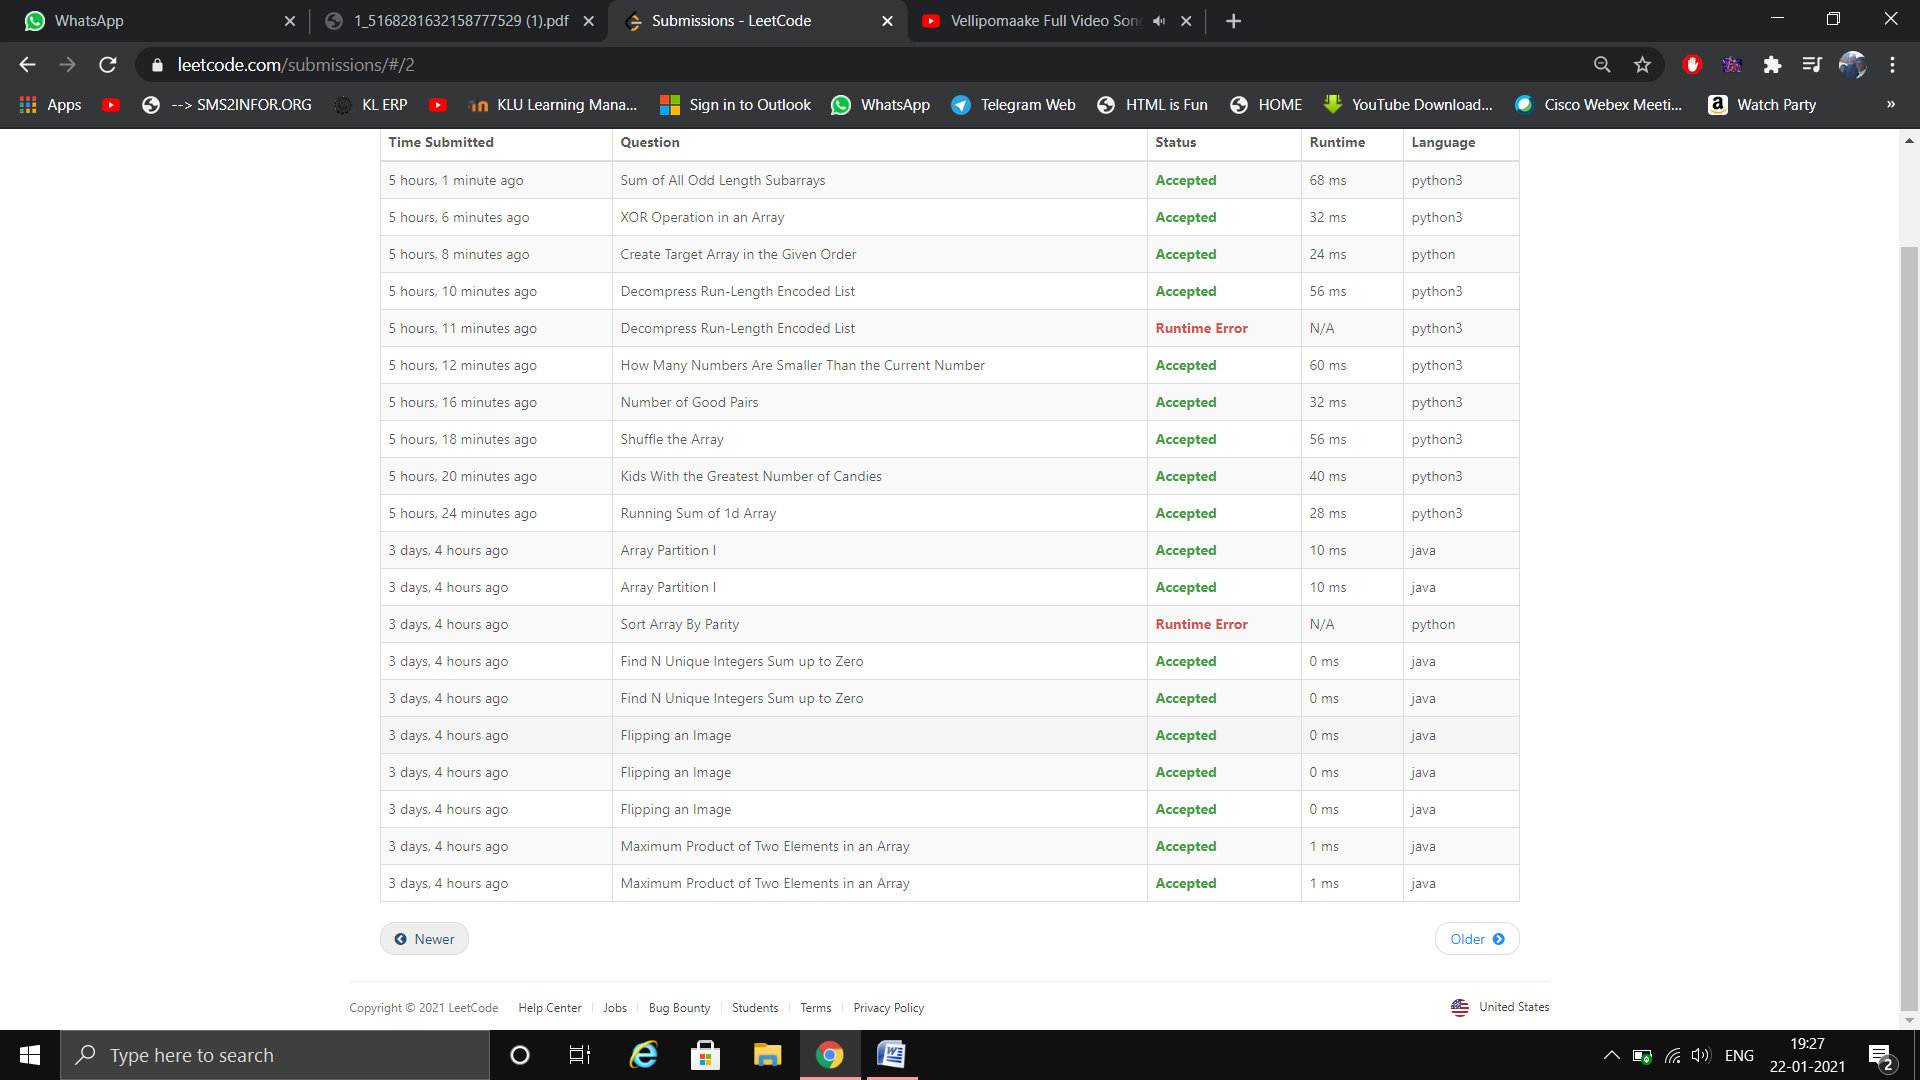 WhatsApp
1_5168281632158777529 (1).pdf
Submissions - LeetCode
Vellipomaake Full Video Son
leetcode.com/submissions/#/2
Apps
--> SMS2INFOR.ORG
KL ERP
KLU Learning Mana...
Sign in to Outlook
WhatsApp
Telegram Web
HTML is Fun
HOME
YouTube Download...
Cisco Webex Meeti...
Watch Party
»
Time Submitted Question Status Runtime Language
5 hours, 1 minute ago Sum of All Odd Length Subarrays Accepted 68 ms python3
5 hours, 6 minutes ago XOR Operation in an Array Accepted 32 ms python3
5 hours, 8 minutes ago Create Target Array in the Given Order Accepted 24 ms python
5 hours, 10 minutes ago Decompress Run-Length Encoded List Accepted 56 ms python3
5 hours, 11 minutes ago Decompress Run-Length Encoded List Runtime Error N/A python3
5 hours, 12 minutes ago How Many Numbers Are Smaller Than the Current Number Accepted 60 ms python3
5 hours, 16 minutes ago Number of Good Pairs Accepted 32 ms python3
5 hours, 18 minutes ago Shuffle the Array Accepted 56 ms python3
5 hours, 20 minutes ago Kids With the Greatest Number of Candies Accepted 40 ms python3
5 hours, 24 minutes ago Running Sum of 1d Array Accepted 28 ms python3
3 days, 4 hours ago Array Partition I Accepted 10 ms java
3 days, 4 hours ago Array Partition I Accepted 10 ms java
3 days, 4 hours ago Sort Array By Parity Runtime Error N/A python
3 days, 4 hours ago Find N Unique Integers Sum up to Zero Accepted 0 ms java
3 days, 4 hours ago Find N Unique Integers Sum up to Zero Accepted 0 ms java
3 days, 4 hours ago Flipping an Image Accepted 0 ms java
3 days, 4 hours ago Flipping an Image Accepted 0 ms java
3 days, 4 hours ago Flipping an Image Accepted 0 ms java
3 days, 4 hours ago Maximum Product of Two Elements in an Array Accepted 1 ms java
3 days, 4 hours ago Maximum Product of Two Elements in an Array Accepted 1 ms java
Newer
Older
Copyright © 2021 LeetCode Help Center Jobs Bug Bounty Students Terms Privacy Policy
United States
Type here to search
ENG
19:27
22-01-2021
2